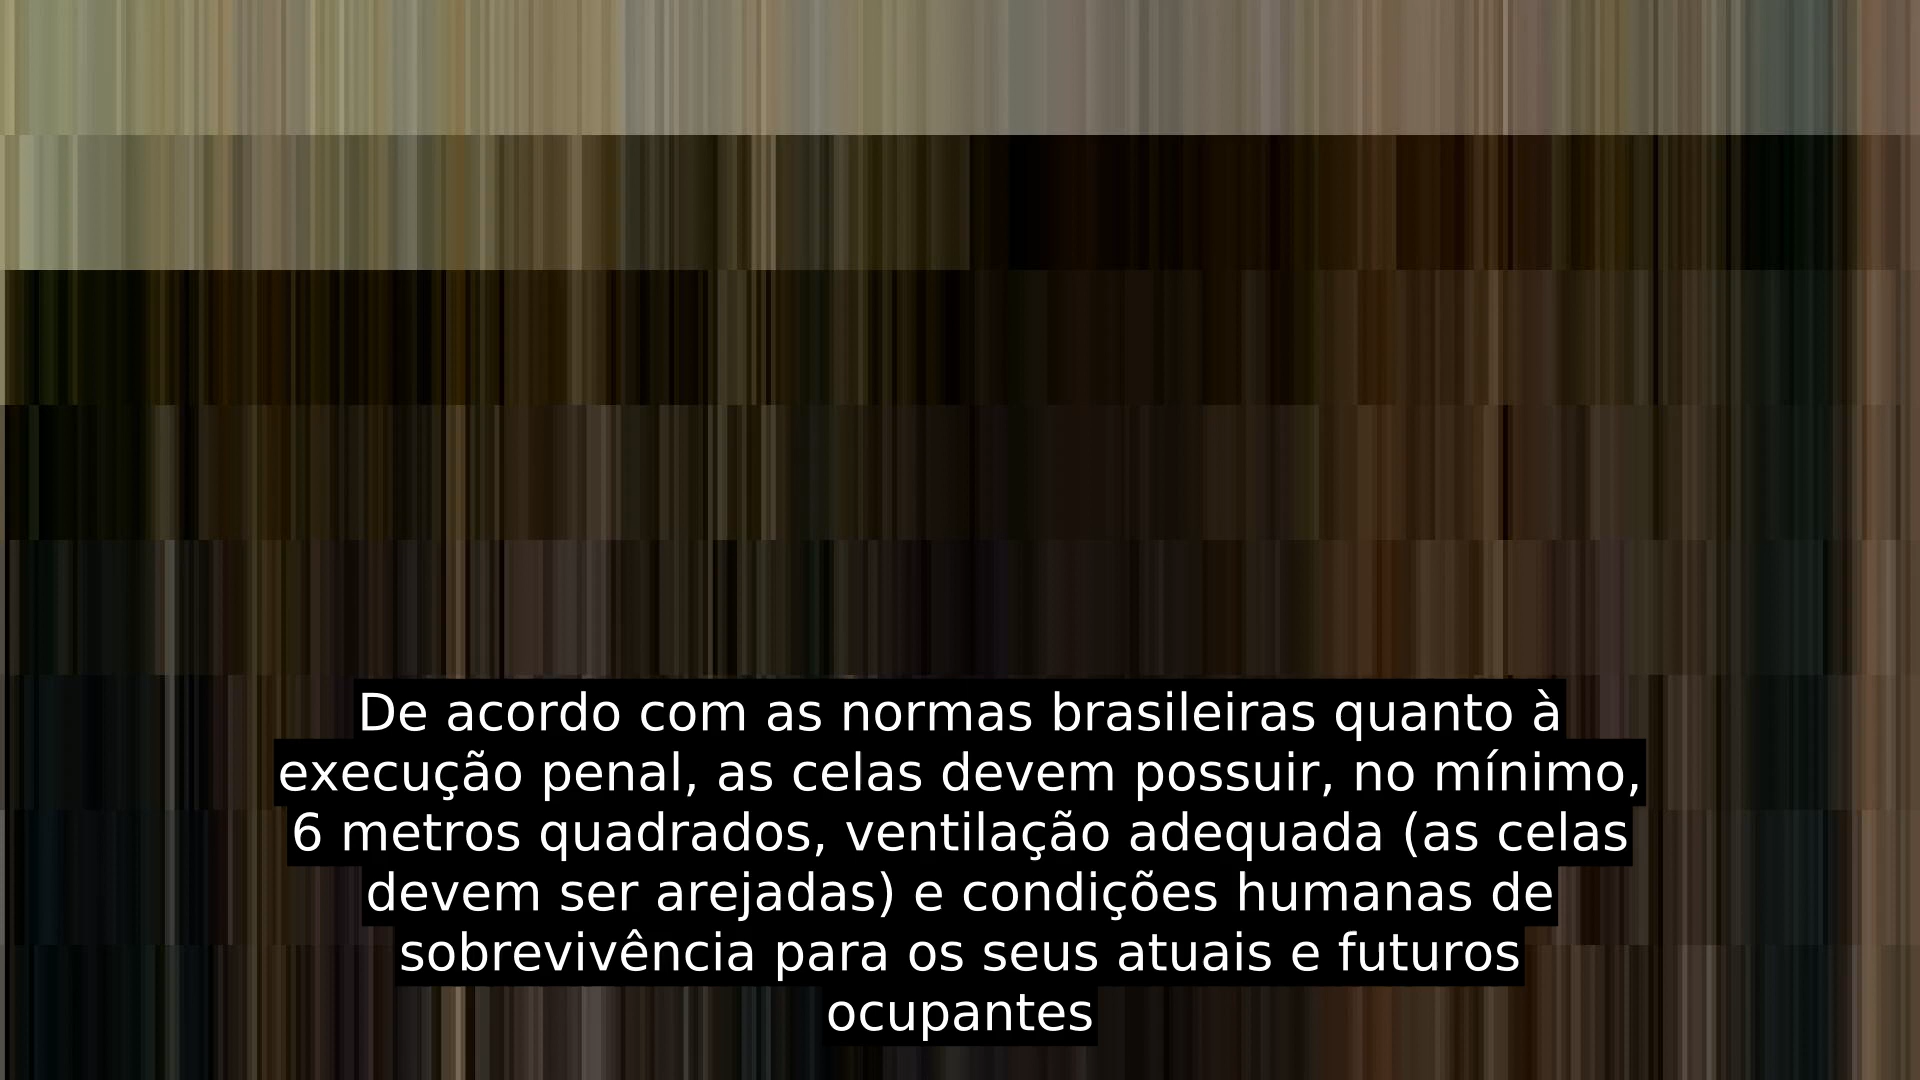 De acordo com as normas brasileiras quanto à
execução penal, as celas devem possuir, no mínimo,
6 metros quadrados, ventilação adequada (as celas
devem ser arejadas) e condições humanas de
sobrevivência para os seus atuais e futuros
ocupantes